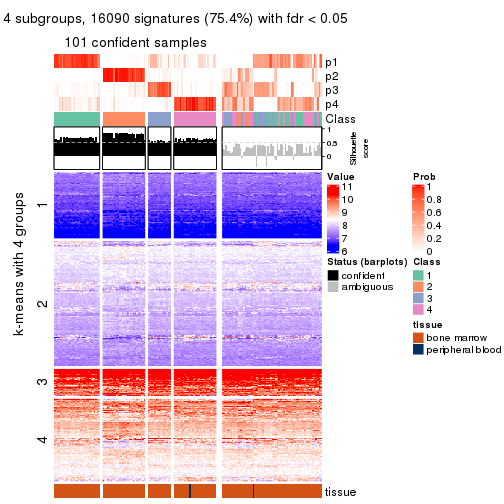 4 subgroups, 16090 signatures (75.4%) with fdr < 0.05
101 confident samples
p1
p2
p3
p4
Class
1
0.5
0
Silhouette
score
k-means with 4 groups
1
2
3
4
tissue
Value
11
10
9
8
7
6
Prob
1
0.8
0.6
0.4
0.2
0
Status (barplots)
confident
ambiguous
Class
1
2
3
4
tissue
bone marrow
peripheral blood